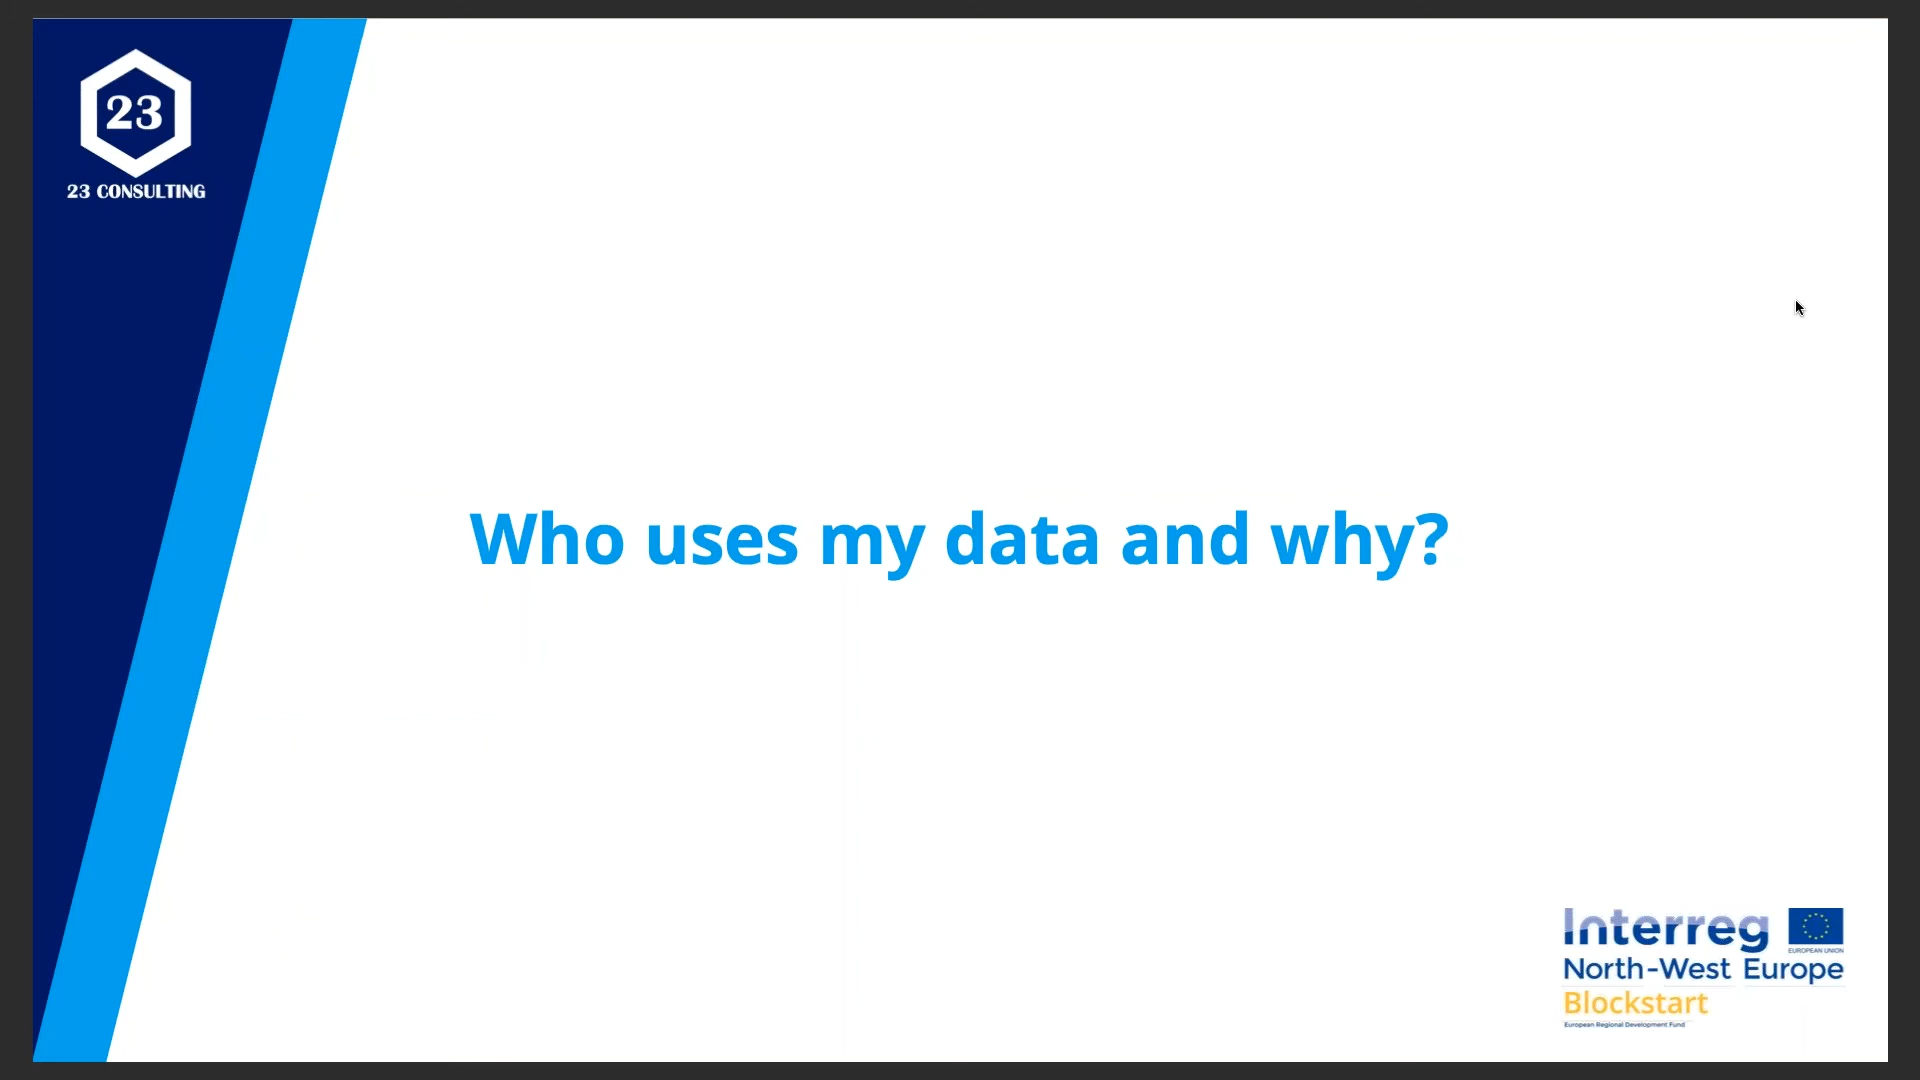 23
23 CONSULTING
Who uses my data and why?
Interreg
EUROPEAN UNION
North-West Europe
Blockstart
European Regional Development Fund